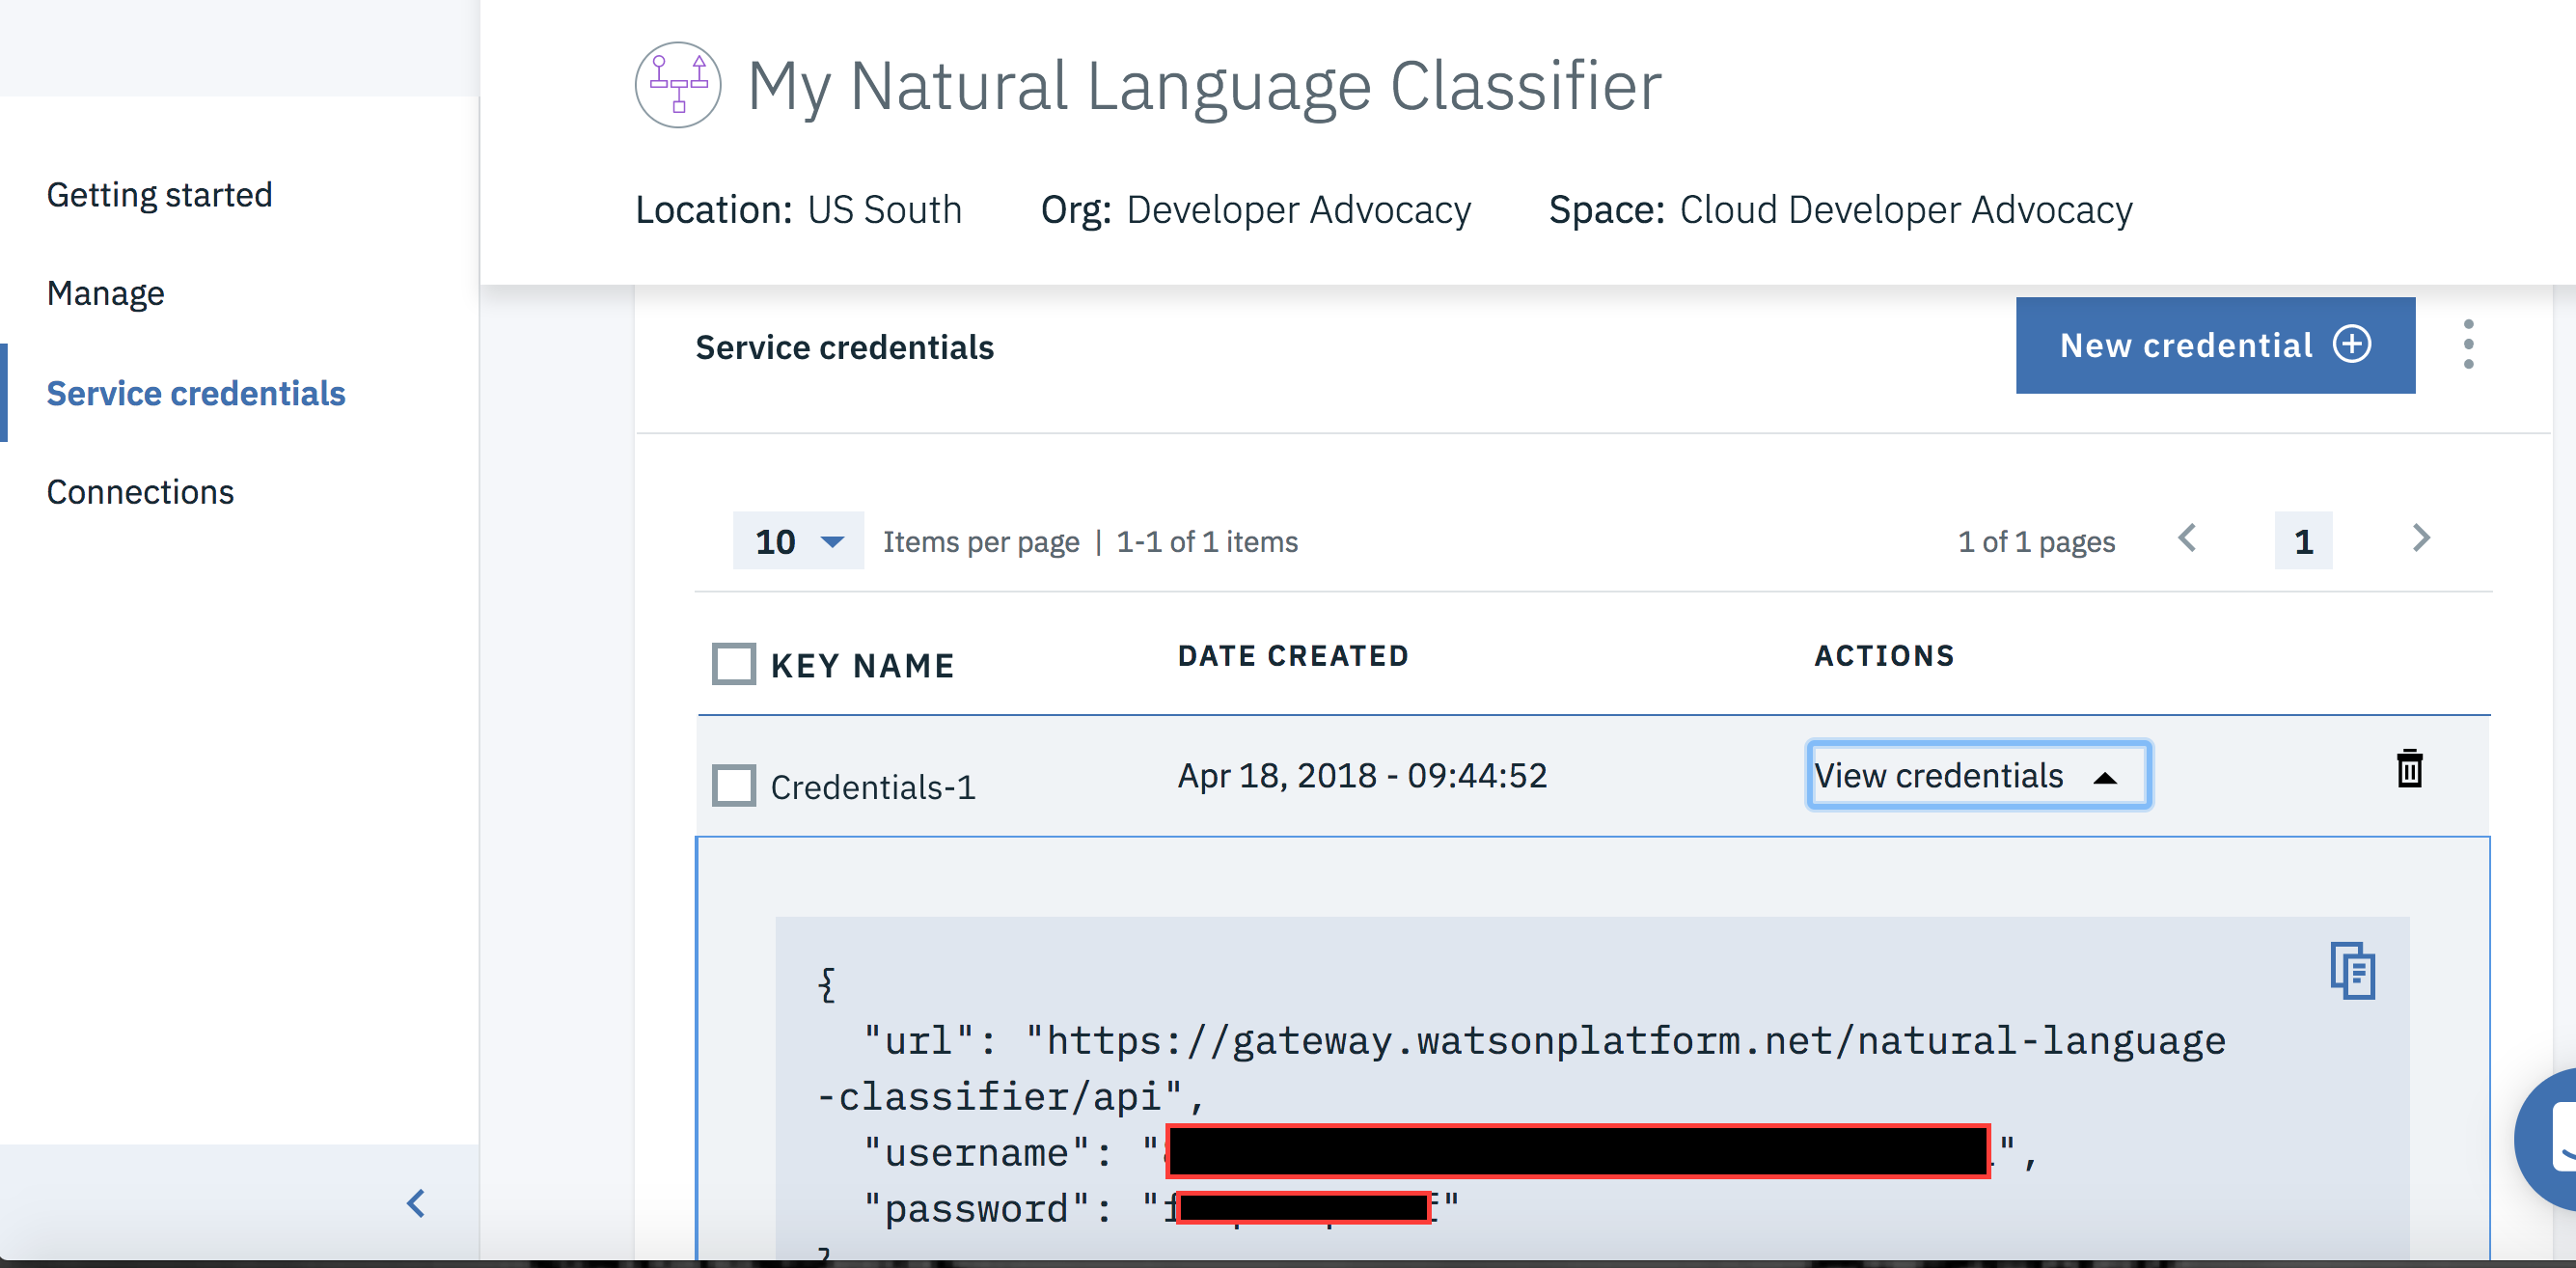 My Natural Language Classifier
Location: US South Org: Developer Advocacy Space: Cloud Developer Advocacy
Getting started
Manage
Service credentials
Connections
Service credentials
New credential
10 Items per page | 1-1 of 1 items
1 of 1 pages 1
KEY NAME DATE CREATED ACTIONS
Credentials-1 Apr 18, 2018 - 09:44:52 View credentials
{
"url": "https://gateway.watsonplatform.net/natural-language
-classifier/api",
"username": "",
"password": "f"
}